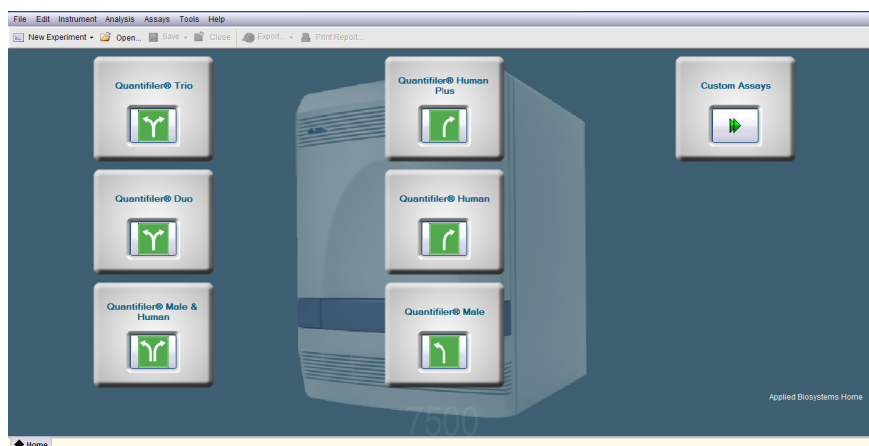 File Edit Instrument Analysis Assays Tools Help
New Experiment Open... Save Close Export... Print Report...
Quantifiler® Trio
Quantifiler® Human
Plus
Custom Assays
Quantifiler® Duo
Quantifiler® Human
Quantifiler® Male &
Human
Quantifiler® Male
Applied Biosystems Home
7500
Home